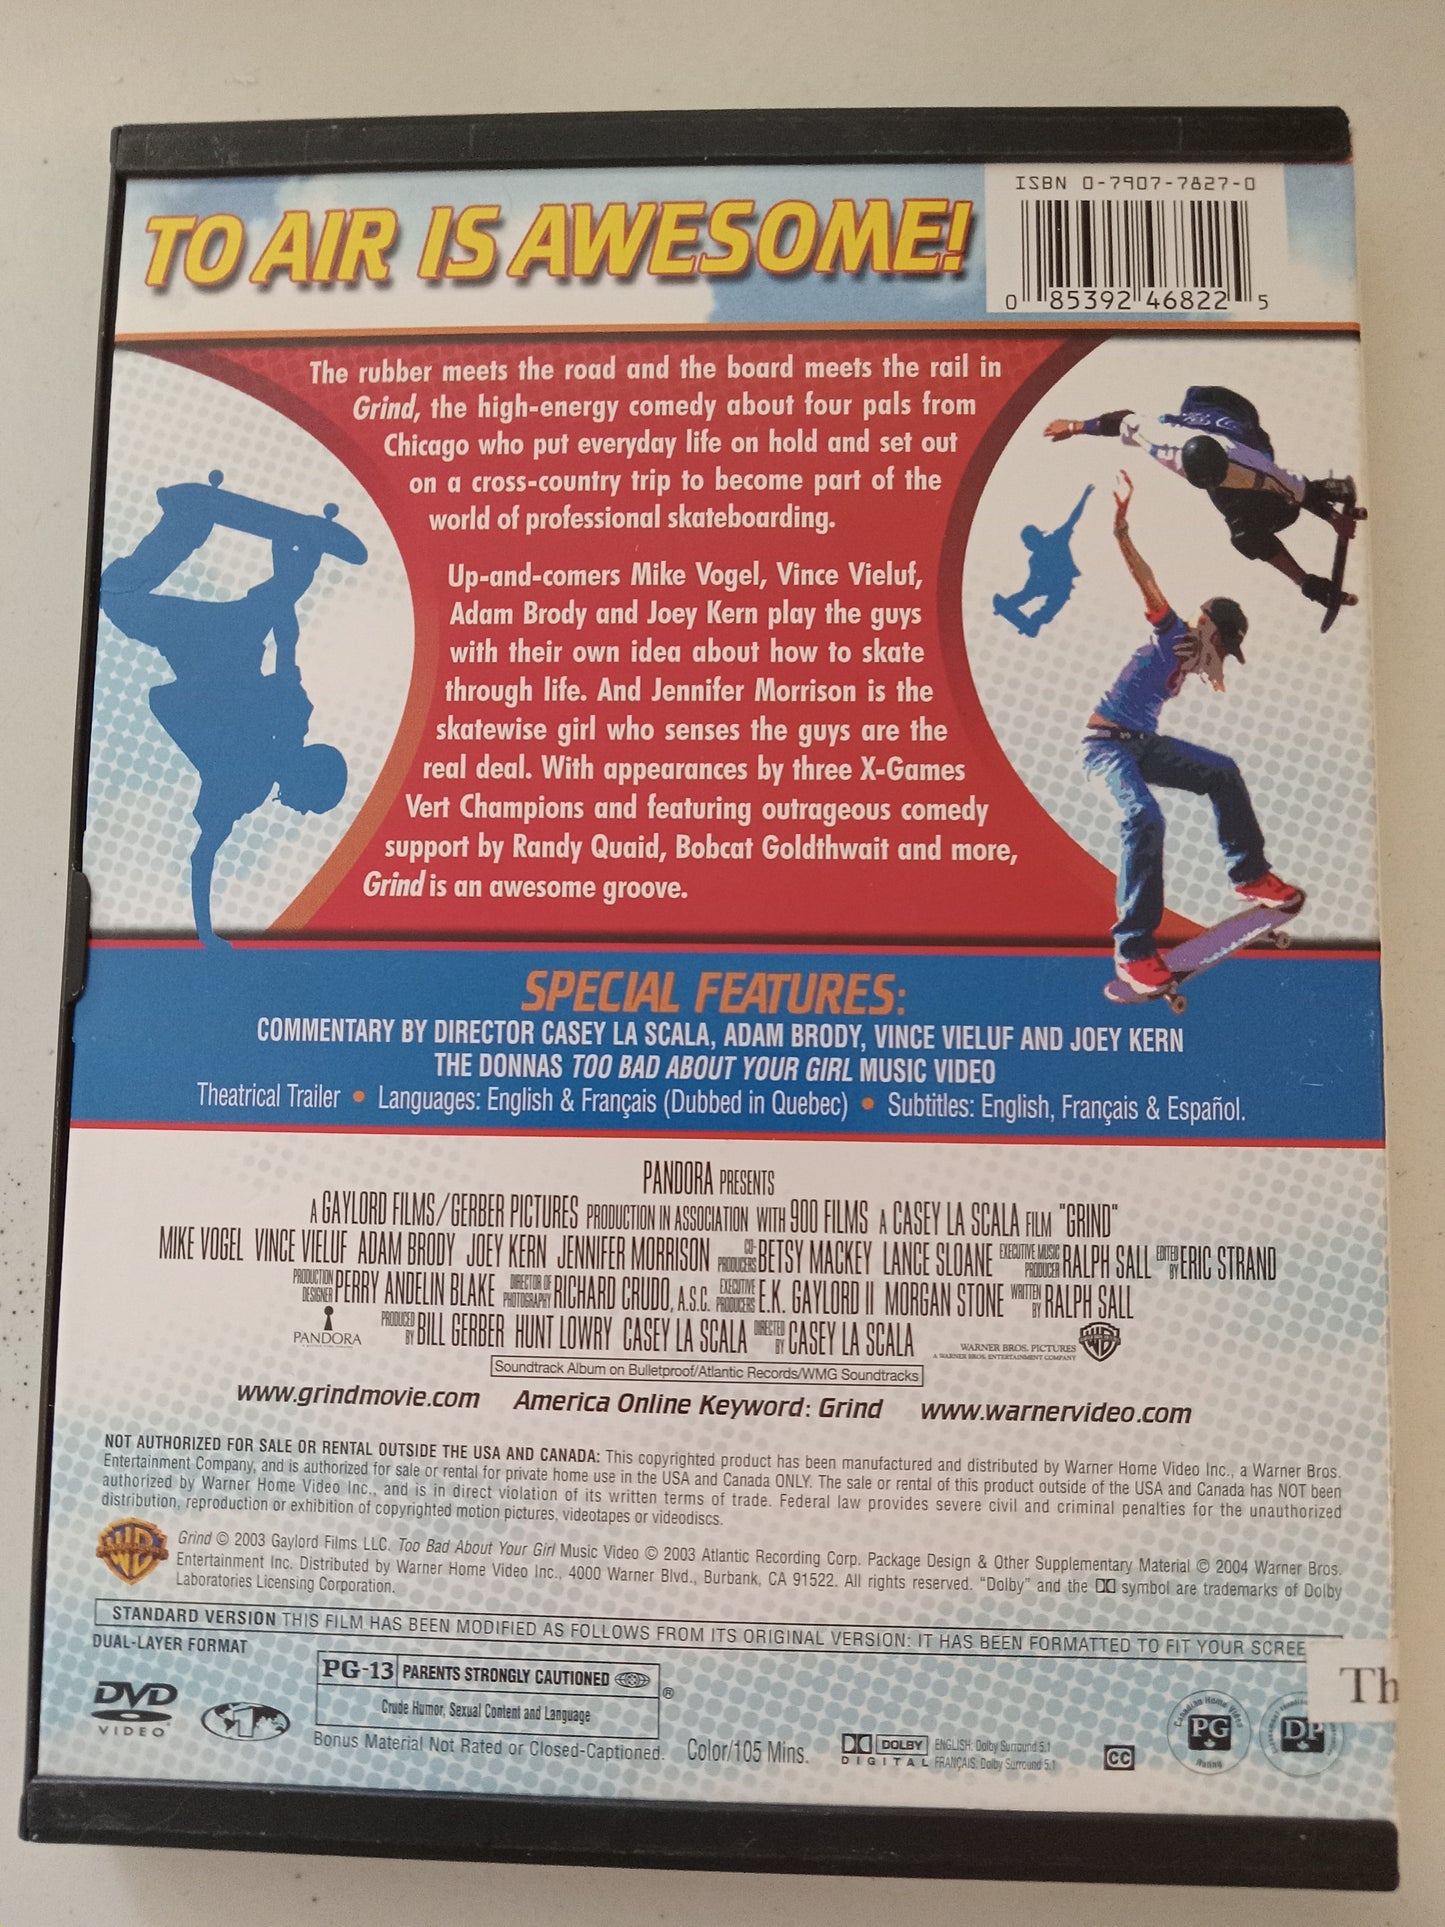 TO AIR IS AWESOME!
ISBN 0-7907-7827-0
0 85392 46822 5
The rubber meets the road and the board meets the rail in
Grind, the high-energy comedy about four pals from
Chicago who put everyday life on hold and set out
on a cross-country trip to become part of the
world of professional skateboarding.
Up-and-comers Mike Vogel, Vince Vieluf,
Adam Brody and Joey Kern play the guys
with their own idea about how to skate
through life. And Jennifer Morrison is the
skatewise girl who senses the guys are the
real deal. With appearances by three X-Games
Vert Champions and featuring outrageous comedy
support by Randy Quaid, Bobcat Goldthwait and more,
Grind is an awesome groove.
SPECIAL FEATURES:
COMMENTARY BY DIRECTOR CASEY LA SCALA, ADAM BRODY, VINCE VIELUF AND JOEY KERN
THE DONNAS TOO BAD ABOUT YOUR GIRL MUSIC VIDEO
Theatrical Trailer • Languages: English & Français (Dubbed in Quebec) • Subtitles: English, Français & Español.
PANDORA PRESENTS
A GAYLORD FILMS/GERBER PICTURES PRODUCTION IN ASSOCIATION WITH 900 FILMS A CASEY LA SCALA FILM "GRIND"
MIKE VOGEL VINCE VIELUF ADAM BRODY JOEY KERN JENNIFER MORRISON CO-PRODUCERS BETSY MACKEY LANCE SLOANE EXECUTIVE MUSIC PRODUCER RALPH SALL EDITED BY ERIC STRAND
PRODUCTION DESIGNER PERRY ANDELIN BLAKE DIRECTOR OF PHOTOGRAPHY RICHARD CRUDO, A.S.C. EXECUTIVE PRODUCERS E.K. GAYLORD II MORGAN STONE WRITTEN BY RALPH SALL
PANDORA PRODUCED BY BILL GERBER HUNT LOWRY CASEY LA SCALA DIRECTED BY CASEY LA SCALA WARNER BROS. PICTURES
A WARNER BROS. ENTERTAINMENT COMPANY
Soundtrack Album on Bulletproof/Atlantic Records/WMG Soundtracks
www.grindmovie.com America Online Keyword: Grind www.warnervideo.com
NOT AUTHORIZED FOR SALE OR RENTAL OUTSIDE THE USA AND CANADA: This copyrighted product has been manufactured and distributed by Warner Home Video Inc., a Warner Bros.
Entertainment Company, and is authorized for sale or rental for private home use in the USA and Canada ONLY. The sale or rental of this product outside of the USA and Canada has NOT been
authorized by Warner Home Video Inc., and is in direct violation of its written terms of trade. Federal law provides severe civil and criminal penalties for the unauthorized
distribution, reproduction or exhibition of copyrighted motion pictures, videotapes or videodiscs.
Grind © 2003 Gaylord Films LLC. Too Bad About Your Girl Music Video © 2003 Atlantic Recording Corp. Package Design & Other Supplementary Material © 2004 Warner Bros.
Entertainment Inc. Distributed by Warner Home Video Inc., 4000 Warner Blvd., Burbank, CA 91522. All rights reserved. "Dolby" and the DD symbol are trademarks of Dolby
Laboratories Licensing Corporation.
STANDARD VERSION THIS FILM HAS BEEN MODIFIED AS FOLLOWS FROM ITS ORIGINAL VERSION: IT HAS BEEN FORMATTED TO FIT YOUR SCREE
DUAL-LAYER FORMAT
DVD
VIDEO
1
PG-13 PARENTS STRONGLY CAUTIONED ®
Crude Humor, Sexual Content and Language
Bonus Material Not Rated or Closed-Captioned.
Color/105 Mins.
DOLBY
DIGITAL
ENGLISH: Dolby Surround 5.1
FRANÇAIS: Dolby Surround 5.1
CC
Canadian Home Video
PG
Rating
DP
Th